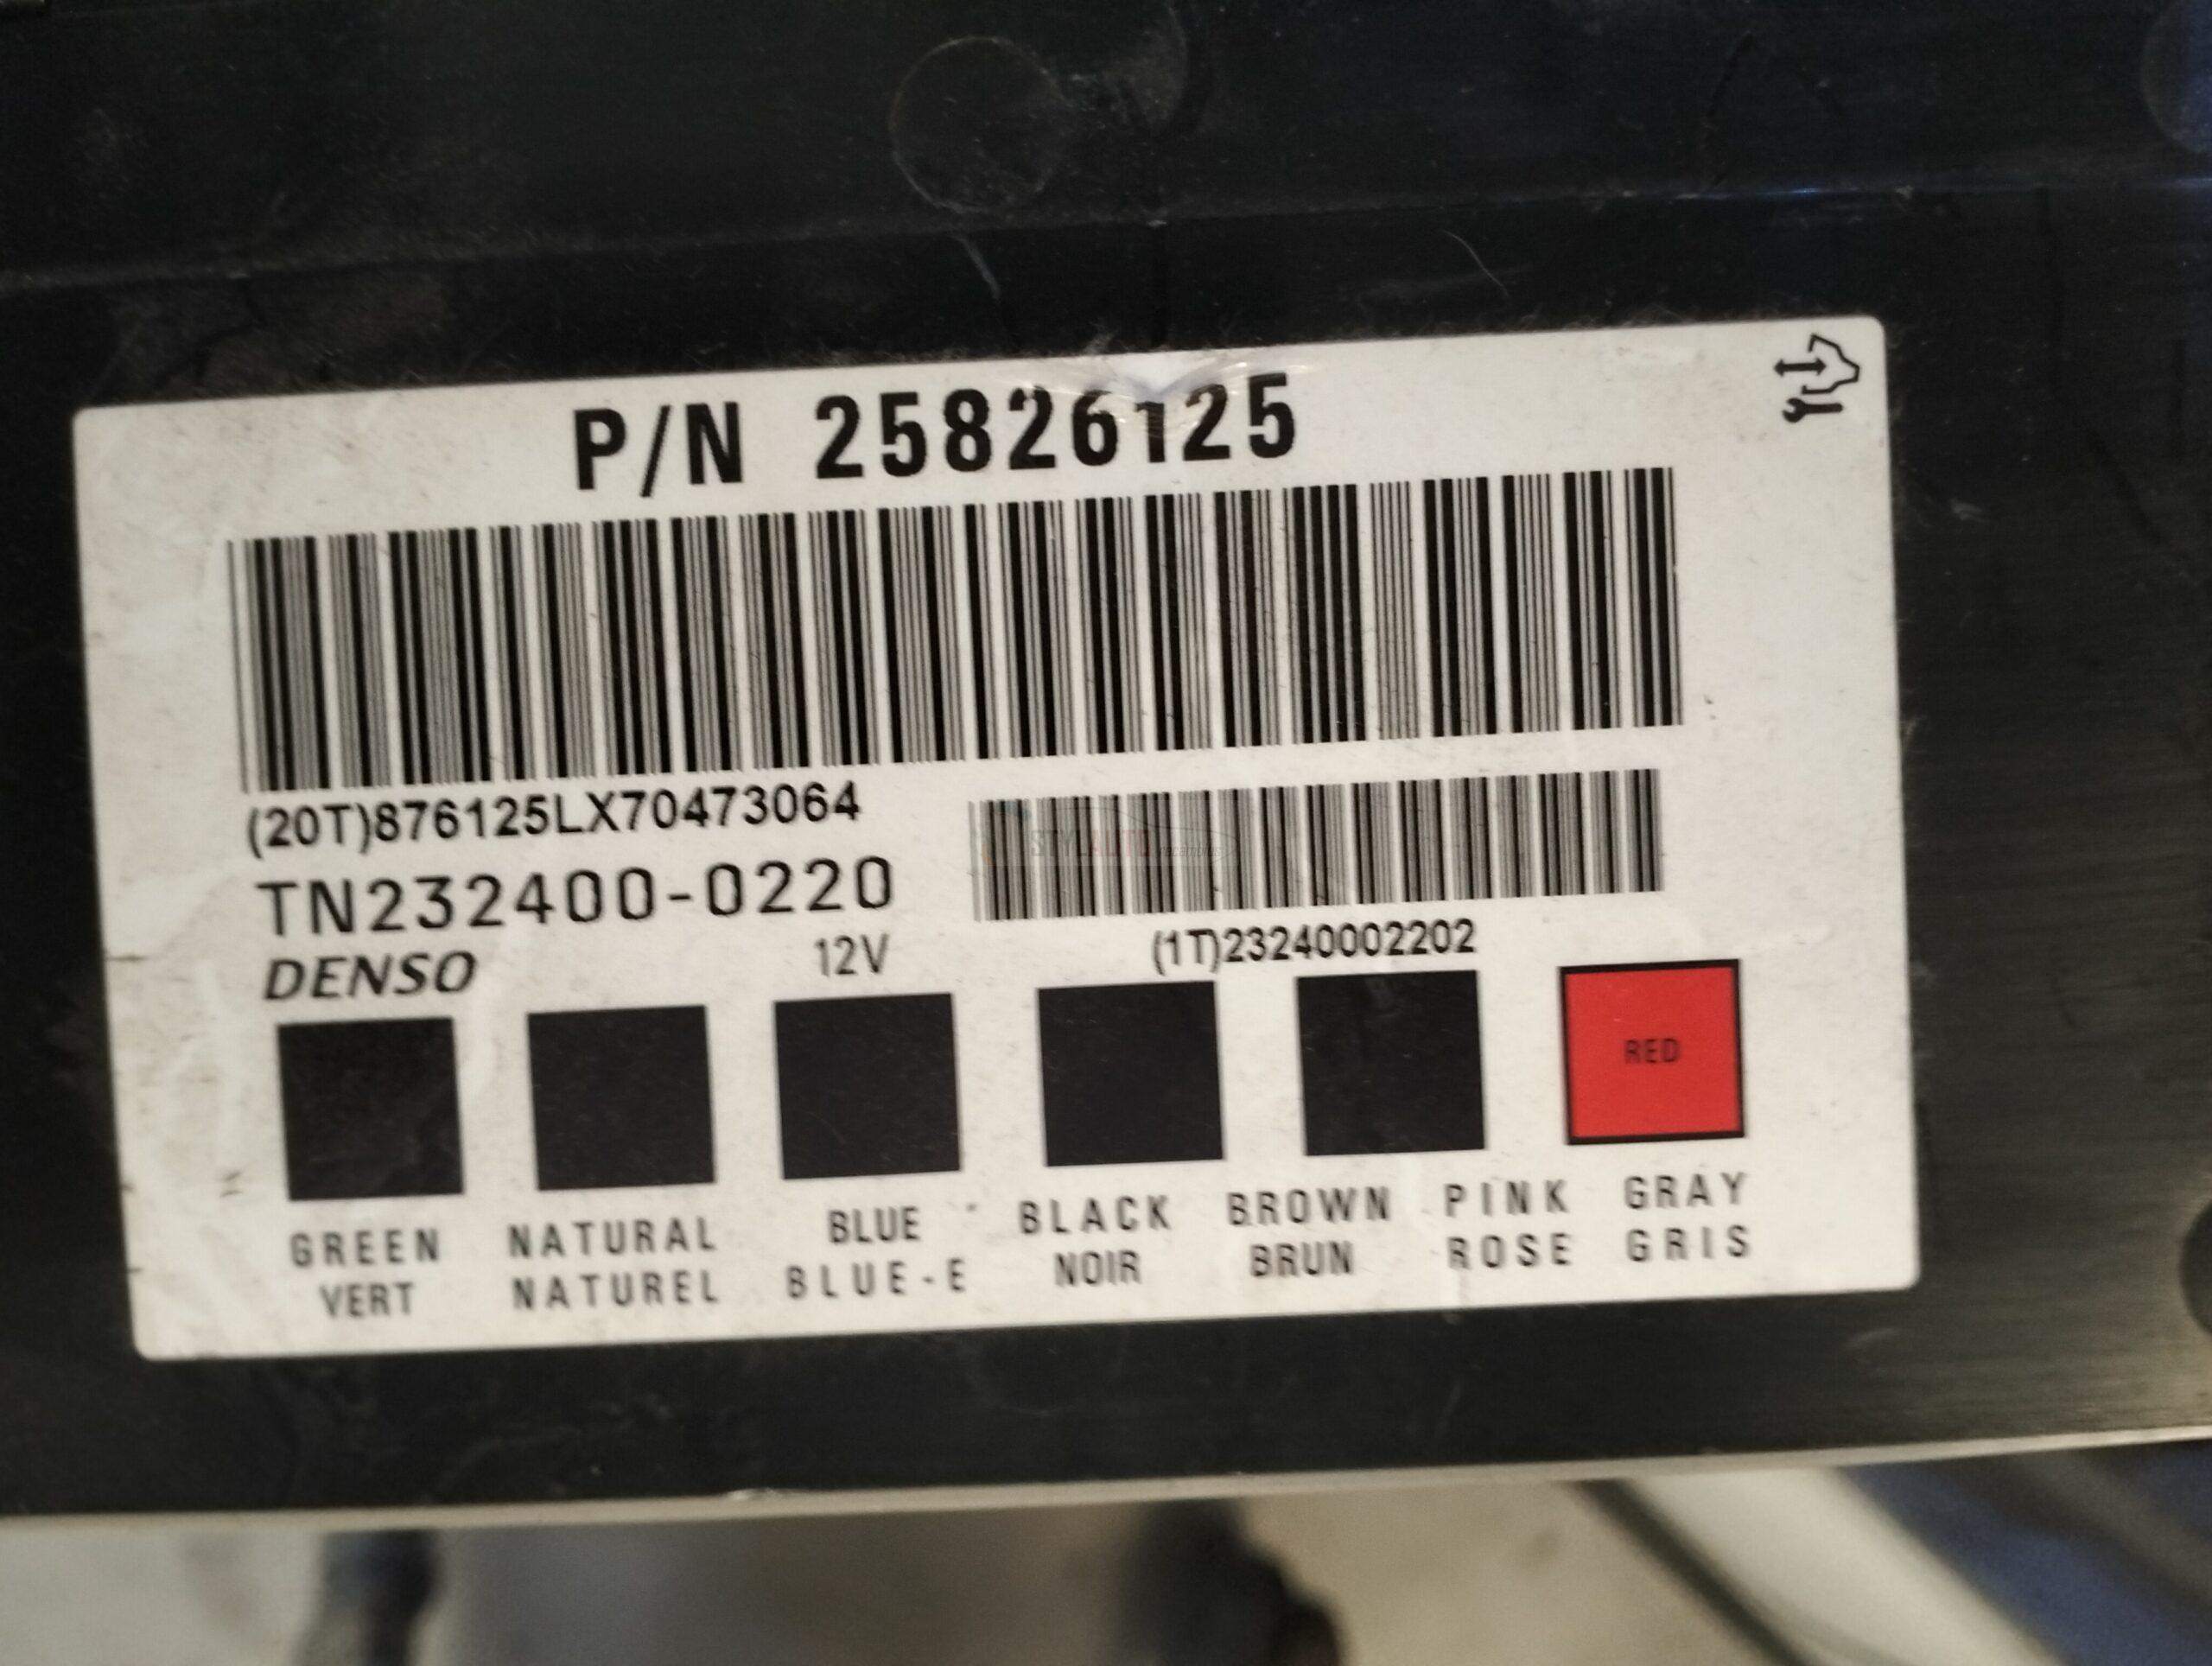 P/N 25826125
(20T)876125LX70473064
TN232400-0220
DENSO 12V
(1T)23240002202
RED
GREEN NATURAL BLUE BLACK BROWN PINK GRAY
VERT NATUREL BLUE-E NOIR BRUN ROSE GRIS